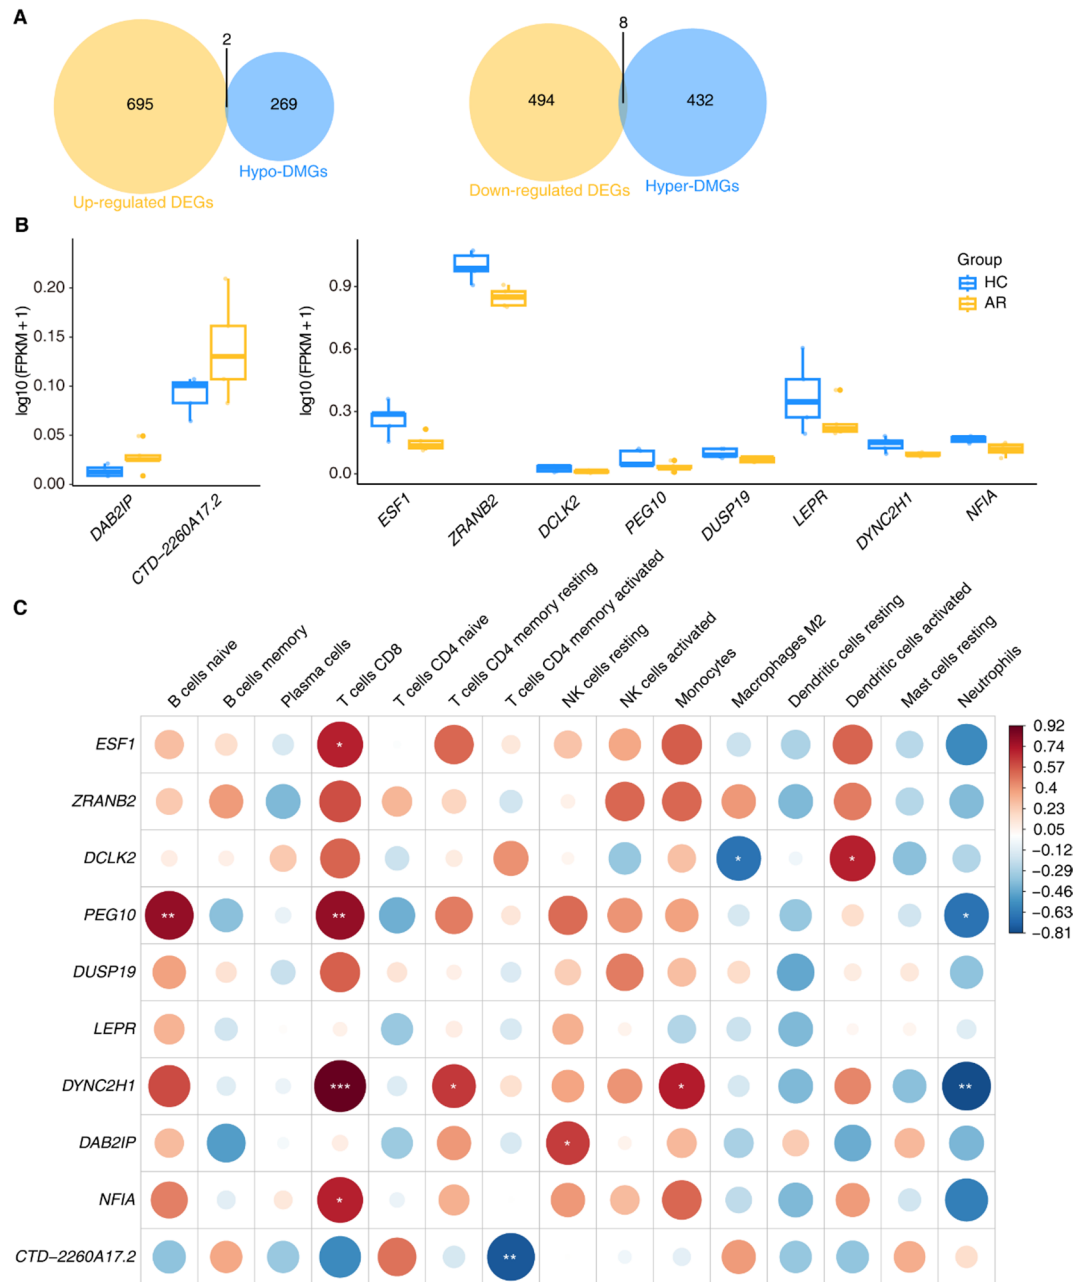 A
2
8
695
269
494
432
Hypo-DMGs
Up-regulated DEGs
Down-regulated DEGs
Hyper-DMGs
B
log10 (FPKM + 1)
0.20
0.15
0.10
0.05
0.00
DAB2IP
CTD−2260A17.2
log10 (FPKM + 1)
0.9
0.6
0.3
0.0
ESF1
ZRANB2
DCLK2
PEG10
DUSP19
LEPR
DYNC2H1
NFIA
Group
HC
AR
C
B cells naive
B cells memory
Plasma cells
T cells CD8
T cells CD4 naive
T cells CD4 memory resting
T cells CD4 memory activated
NK cells resting
NK cells activated
Monocytes
Macrophages M2
Dendritic cells resting
Dendritic cells activated
Mast cells resting
Neutrophils
ESF1 *
ZRANB2
DCLK2 * *
PEG10 ** ** *
DUSP19
LEPR
DYNC2H1 *** * * **
DAB2IP *
NFIA *
CTD−2260A17.2 **
0.92
0.74
0.57
0.4
0.23
0.05
−0.12
−0.29
−0.46
−0.63
−0.81